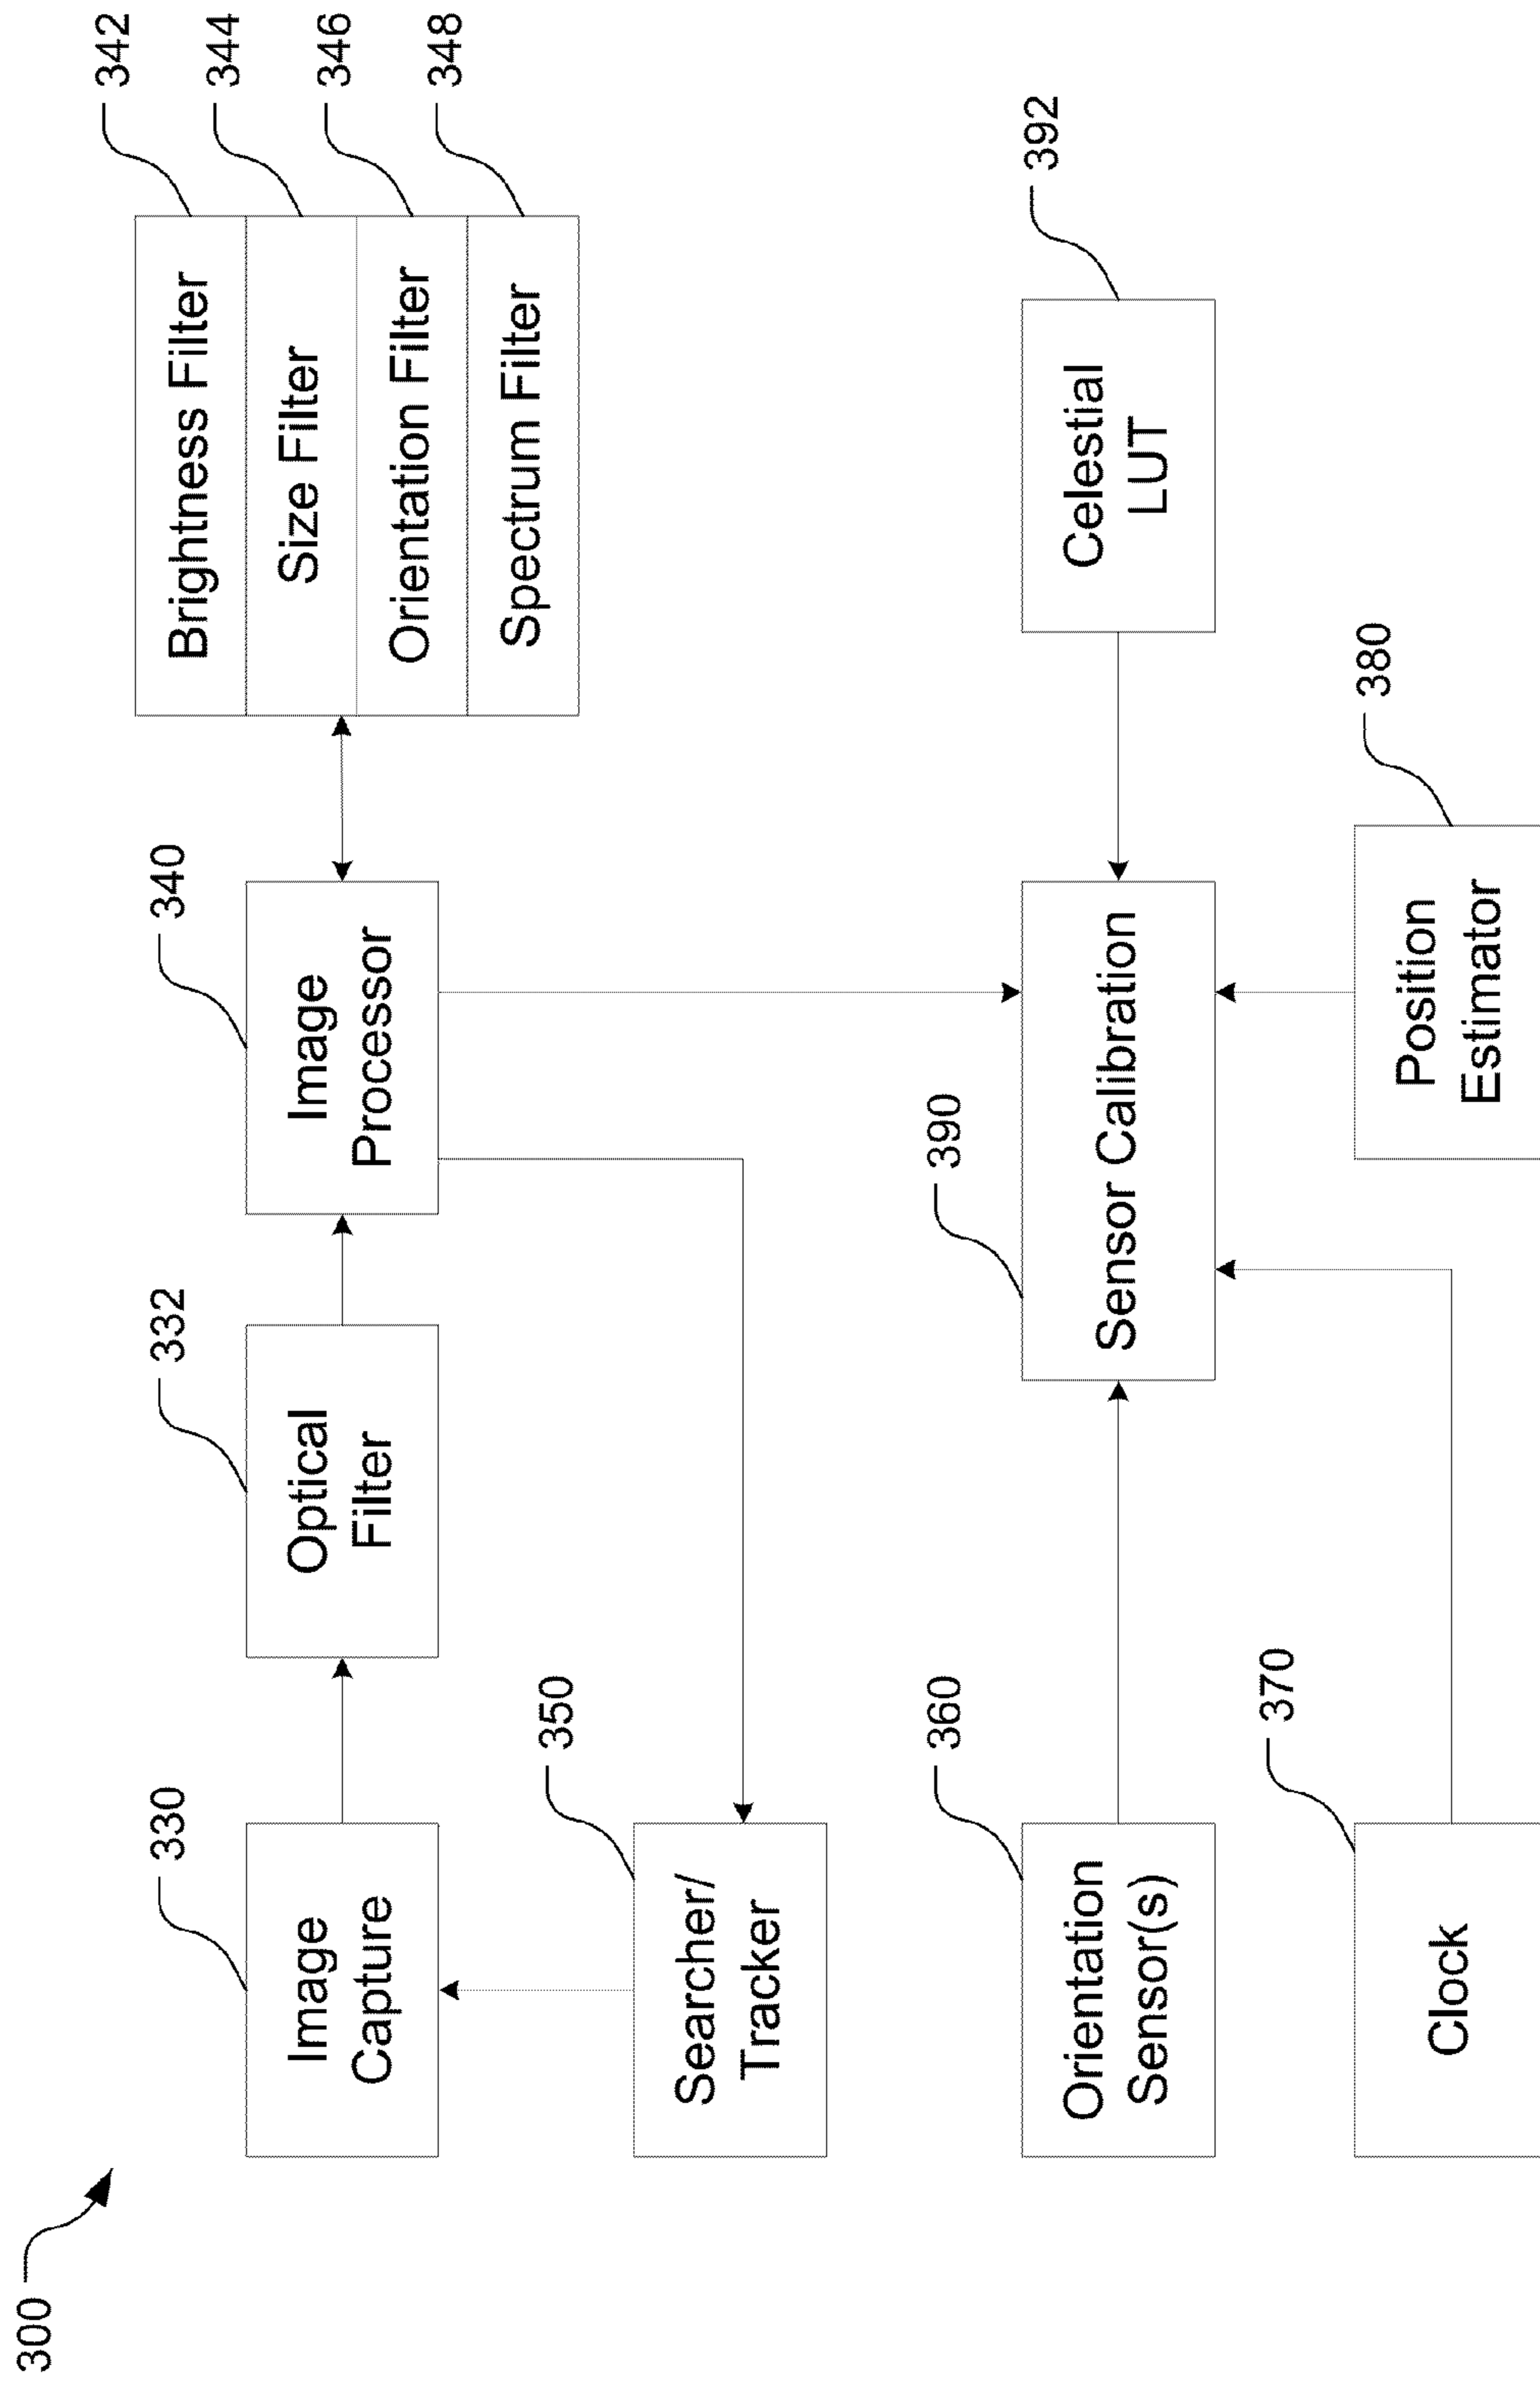 300
330
Image
Capture
332
Optical
Filter
340
Image
Processor
342
Brightness Filter
344
Size Filter
346
Orientation Filter
348
Spectrum Filter
350
Searcher/
Tracker
360
Orientation
Sensor(s)
390
Sensor Calibration
392
Celestial
LUT
370
Clock
380
Position
Estimator